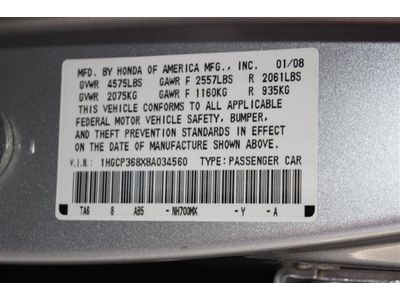 MFD. BY HONDA OF AMERICA MFG., INC. 01/08
GVWR 4575LBS GAWR F 2557LBS R 2061LBS
GVWR 2075KG GAWR F 1160KG R 935KG
THIS VEHICLE CONFORMS TO ALL APPLICABLE
FEDERAL MOTOR VEHICLE SAFETY, BUMPER,
AND THEFT PREVENTION STANDARDS IN EFFECT
ON THE DATE OF MANUFACTURE SHOWN ABOVE.
V.I.N.: 1HGCP368X8A034560 TYPE: PASSENGER CAR
TA6 8 AB5 -NH700MX -Y -A